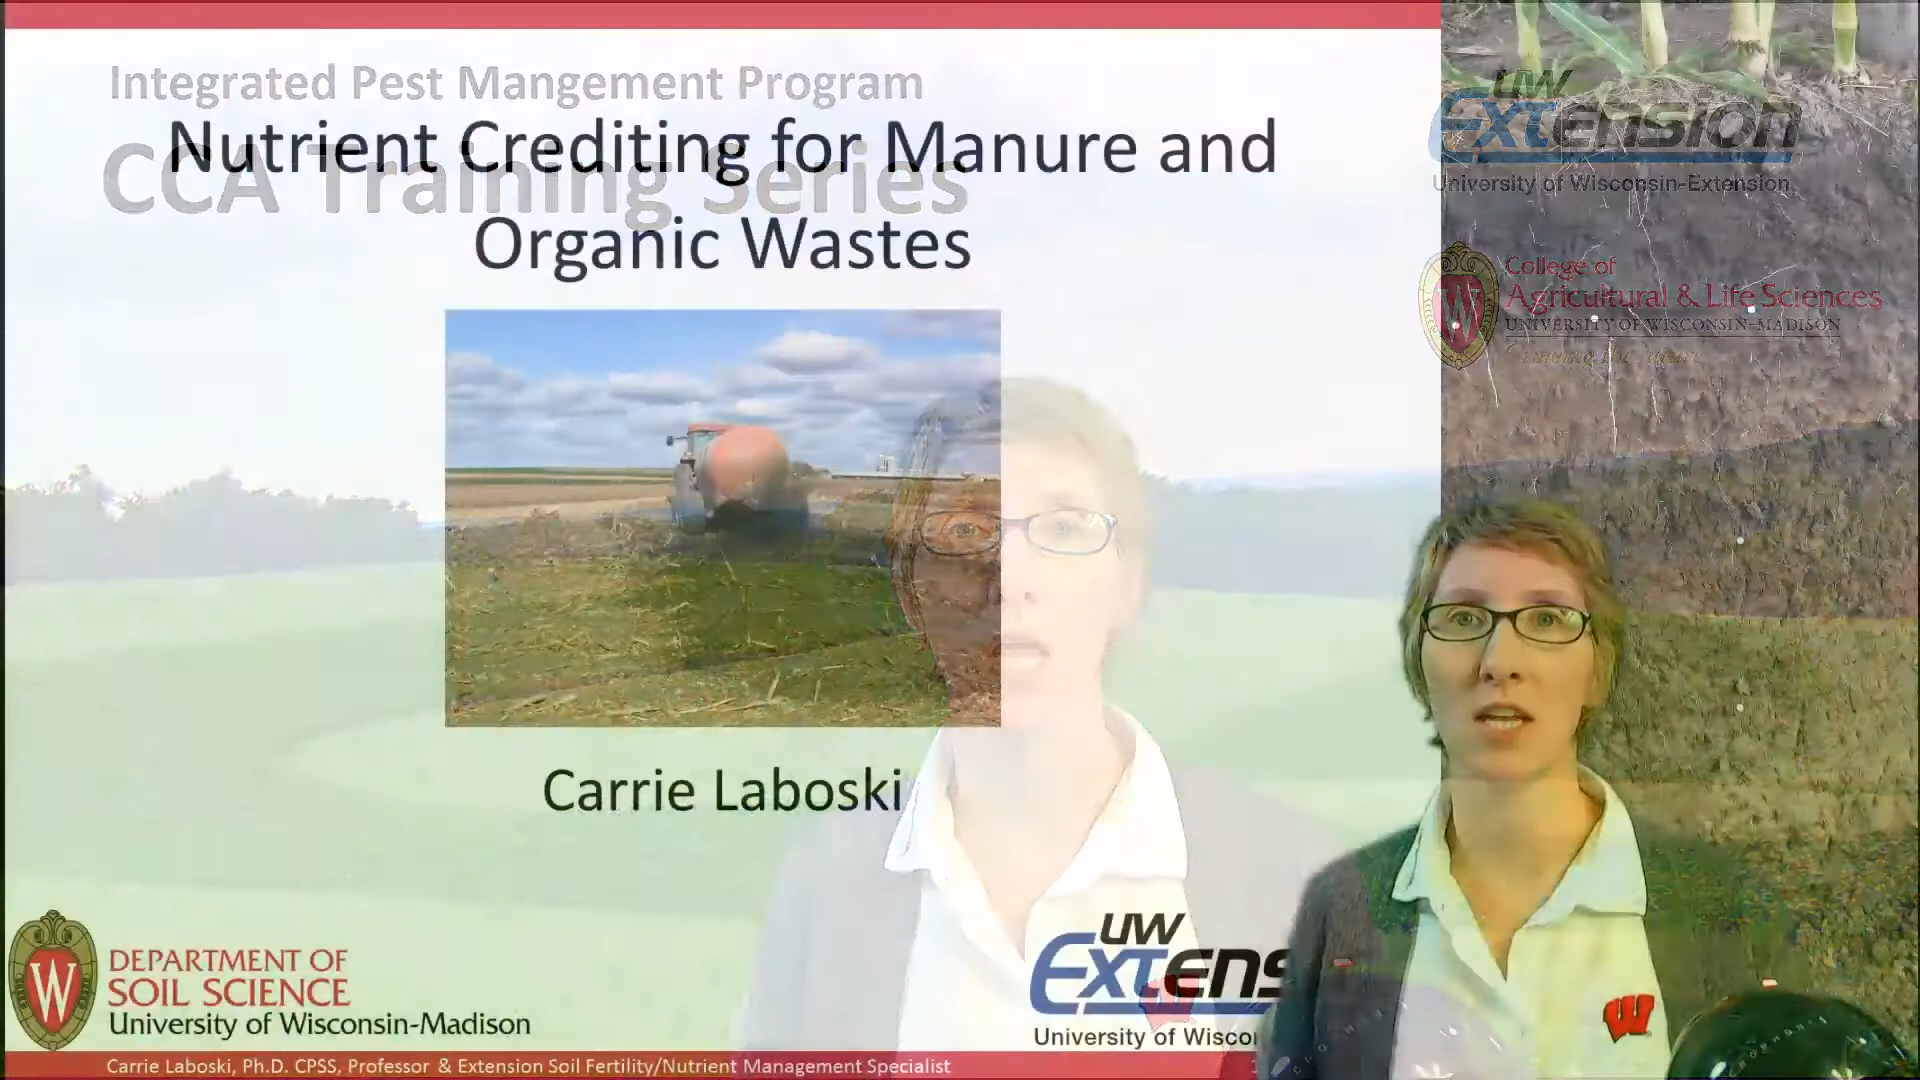 Integrated Pest Mangement Program
Nutrient Crediting for Manure and
CCA Training Series
Organic Wastes
UW
Extension
University of Wisconsin-Extension
College of
Agricultural & Life Sciences
UNIVERSITY OF WISCONSIN-MADISON
Carrie Laboski
W
DEPARTMENT OF
SOIL SCIENCE
University of Wisconsin-Madison
UW
Extens
University of Wiscon
W
Carrie Laboski, Ph.D. CPSS, Professor & Extension Soil Fertility/Nutrient Management Specialist